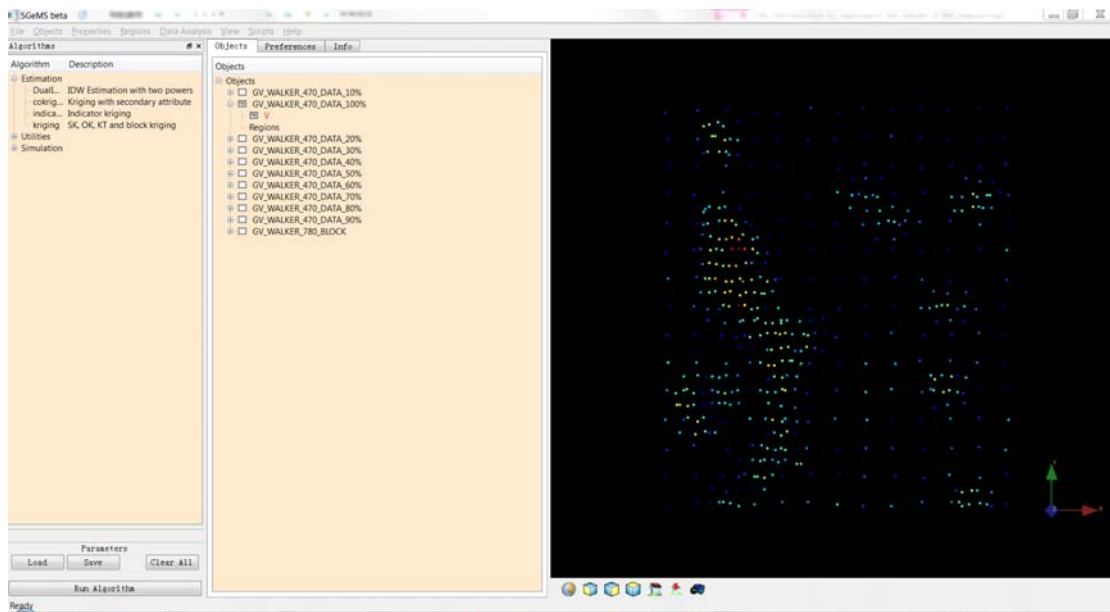 SGeMS beta
File Objects Properties Regions Data Analysis View Scripts Help
Algorithms
Algorithm Description
Estimation
DualI... IDW Estimation with two powers
cokrig... Kriging with secondary attribute
indica... Indicator kriging
kriging SK, OK, KT and block kriging
Utilities
Simulation
Parameters
Load Save Clear All
Run Algorithm
Ready
Objects Preferences Info
Objects
Objects
GV_WALKER_470_DATA_10%
GV_WALKER_470_DATA_100%
V
Regions
GV_WALKER_470_DATA_20%
GV_WALKER_470_DATA_30%
GV_WALKER_470_DATA_40%
GV_WALKER_470_DATA_50%
GV_WALKER_470_DATA_60%
GV_WALKER_470_DATA_70%
GV_WALKER_470_DATA_80%
GV_WALKER_470_DATA_90%
GV_WALKER_780_BLOCK